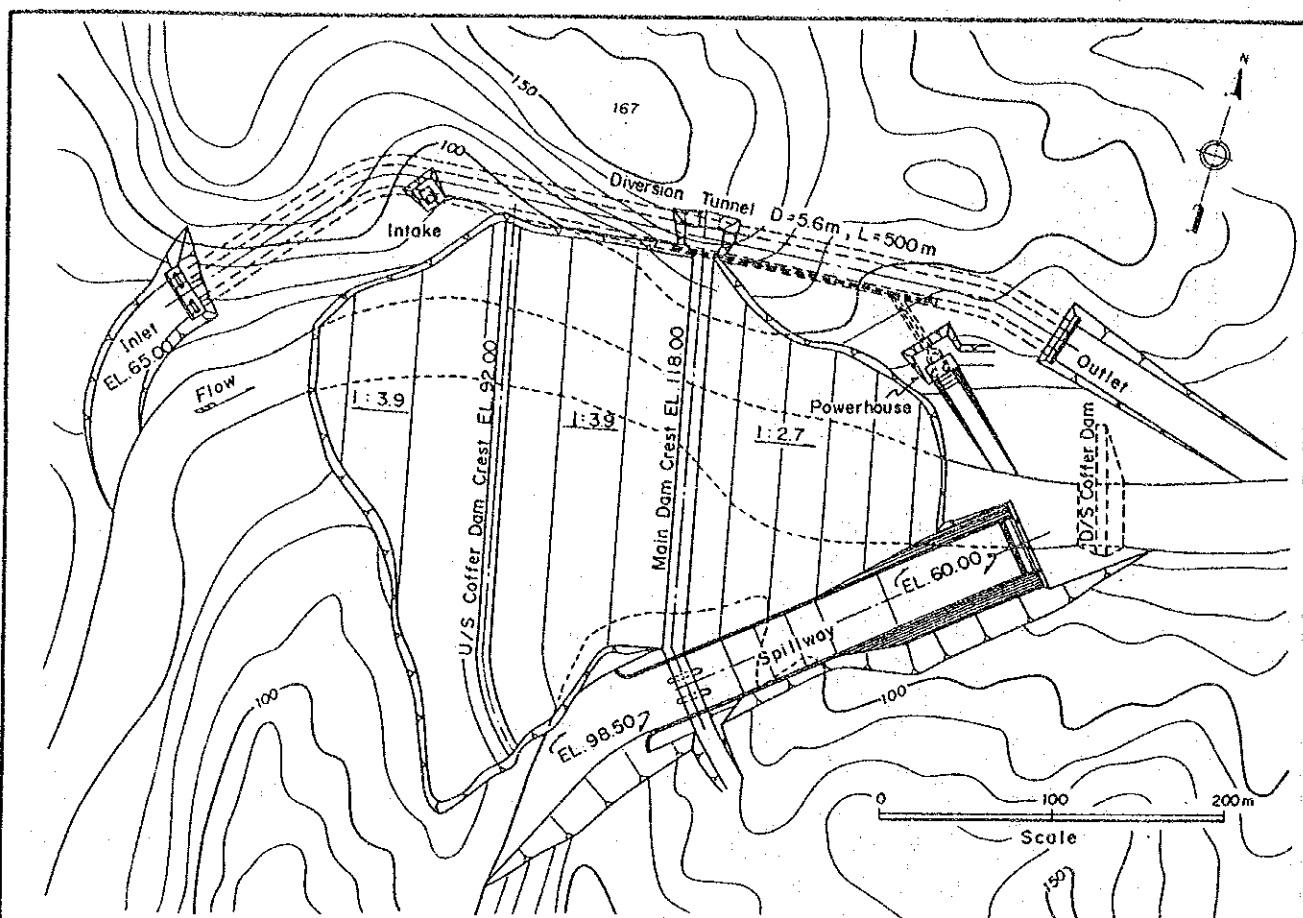 N
150
167
100
Diversion Tunnel D=5.6m, L=500m
Intake
Inlet
EL.65.00
Flow
1:3.9
U/S Coffer Dam Crest EL 92.00
1:3.9
Main Dam Crest EL 118.00
1:2.7
Powerhouse
Outlet
D/S Coffer Dam
EL.60.00
Spillway
EL.98.50
100
100
0 100 200m
Scale
150